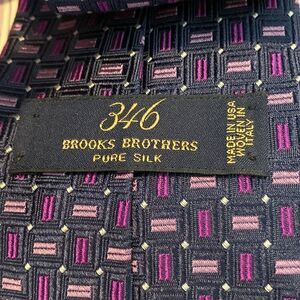 346
BROOKS BROTHERS
PURE SILK
MADE IN USA
WOVEN IN
ITALY